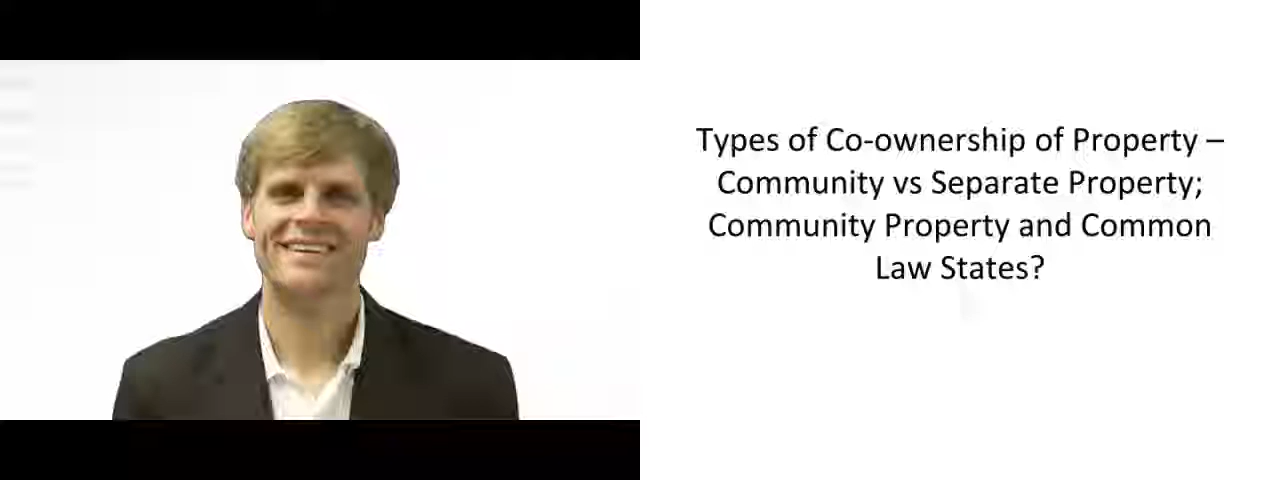 Types of Co-ownership of Property –
Community vs Separate Property;
Community Property and Common
Law States?